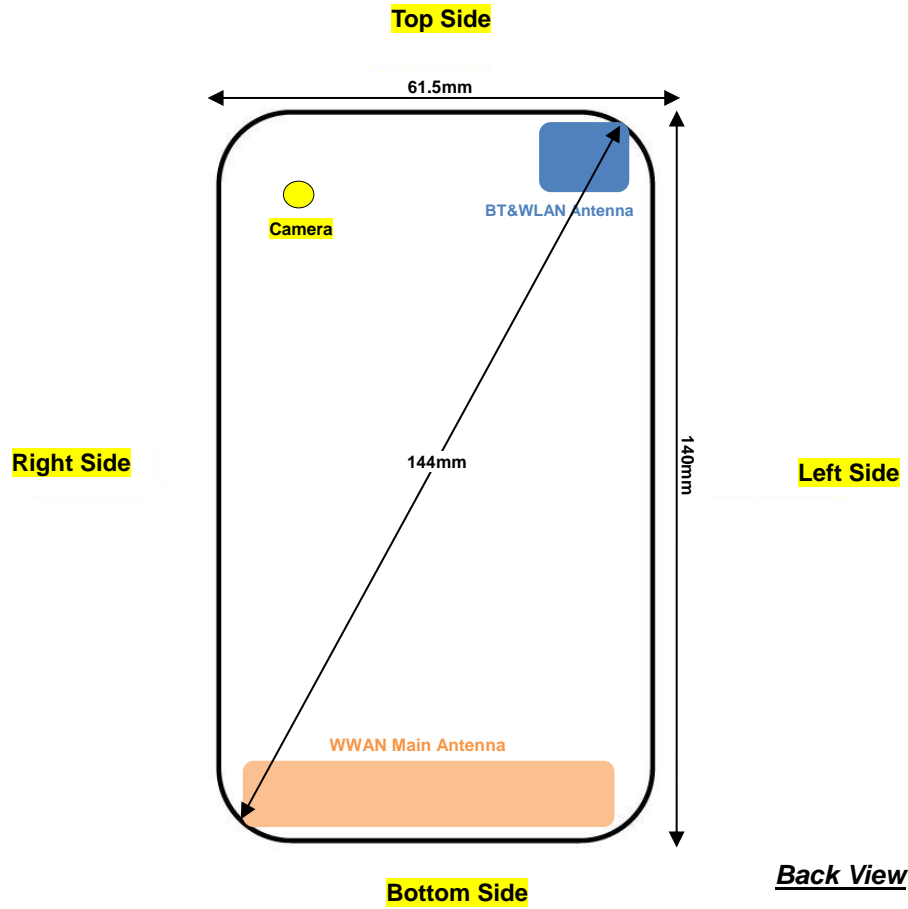 Top Side
61.5mm
BT&WLAN Antenna
Camera
Right Side
144mm
140mm
Left Side
WWAN Main Antenna
Back View
Bottom Side